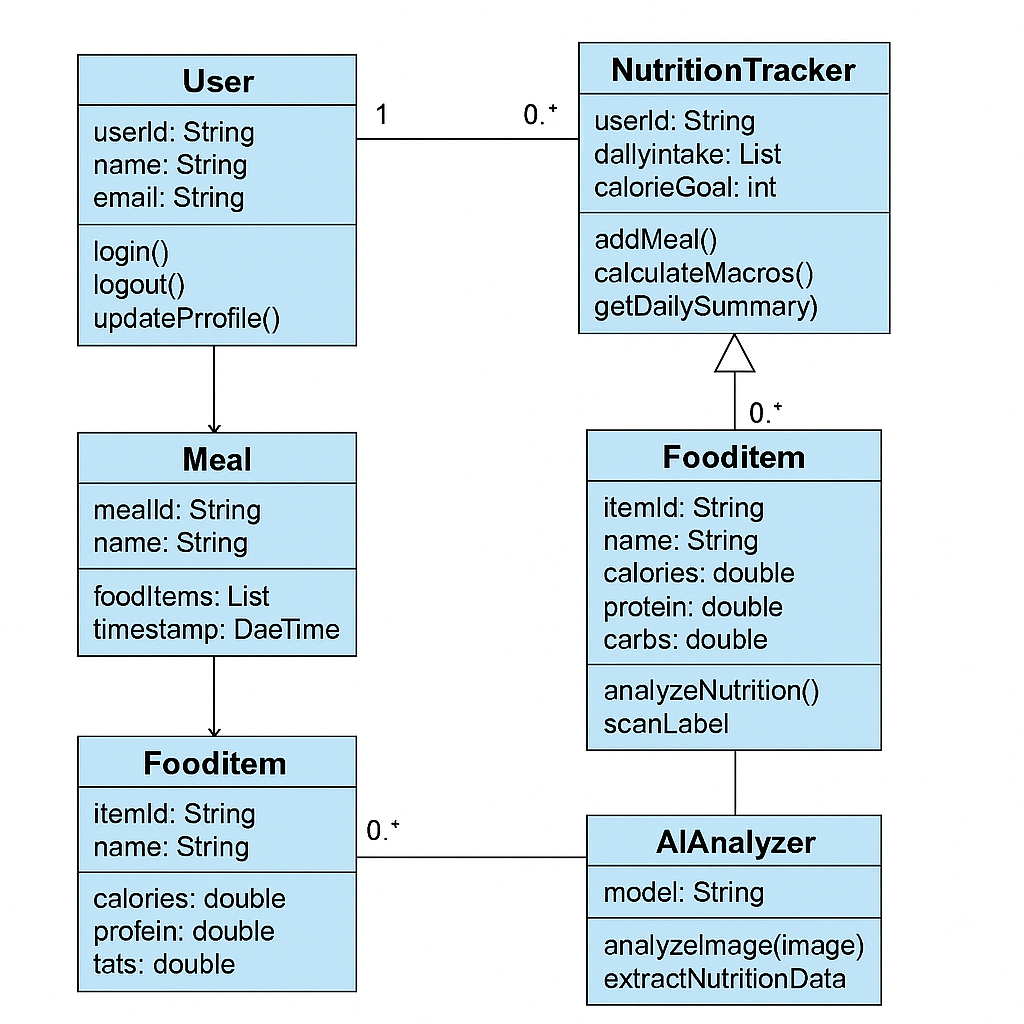 User
userId: String
name: String
email: String
login()
logout()
updatePrrofile()
1
0.+
NutritionTracker
userId: String
dallyintake: List
calorieGoal: int
addMeal()
calculateMacros()
getDailySummary)
0.+
Meal
mealId: String
name: String
foodItems: List
timestamp: DaeTime
Fooditem
itemId: String
name: String
calories: double
protein: double
carbs: double
analyzeNutrition()
scanLabel
Fooditem
itemId: String
name: String
calories: double
profein: double
tats: double
0.+
AIAnalyzer
model: String
analyzeImage(image)
extractNutritionData